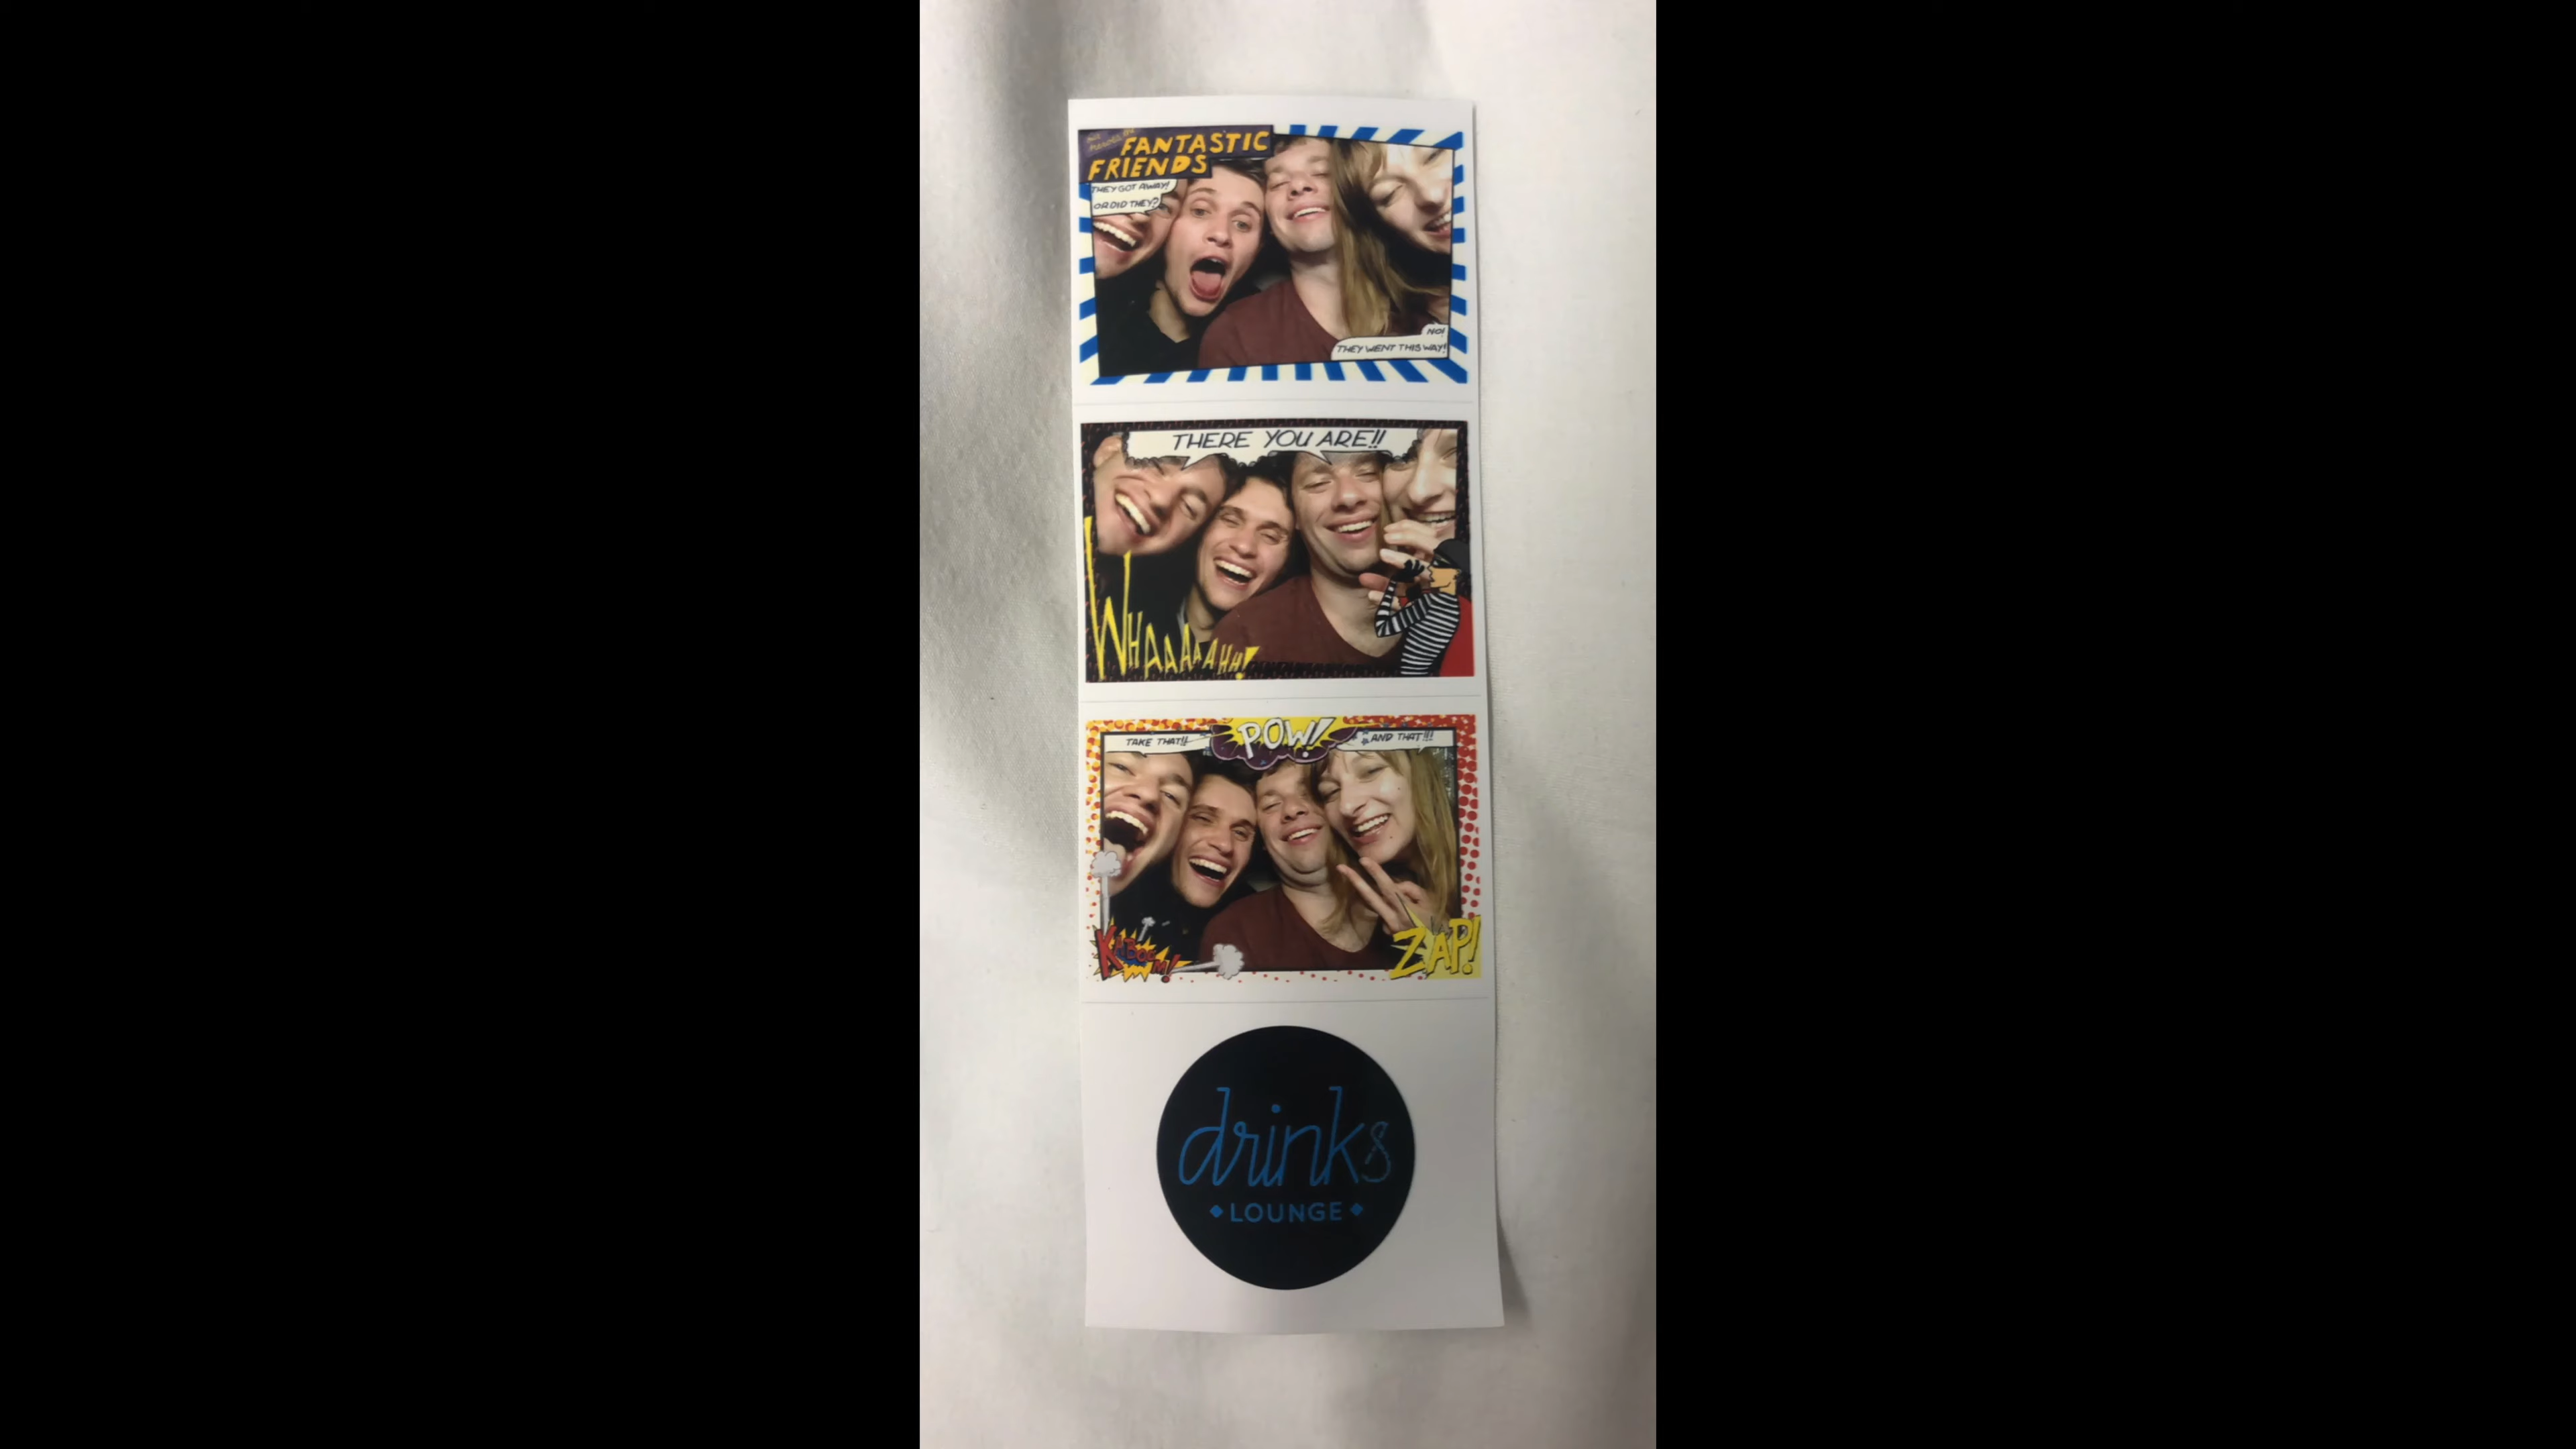 FANTASTIC
FRIENDS
THEY GOT AWAY!
OR DID THEY?
NO!
THEY WENT THIS WAY!
THERE YOU ARE!!
WHAAAAAHH!
TAKE THAT!!
POW!
AND THAT!!!
KABOOM!
ZAP!
drinks
LOUNGE